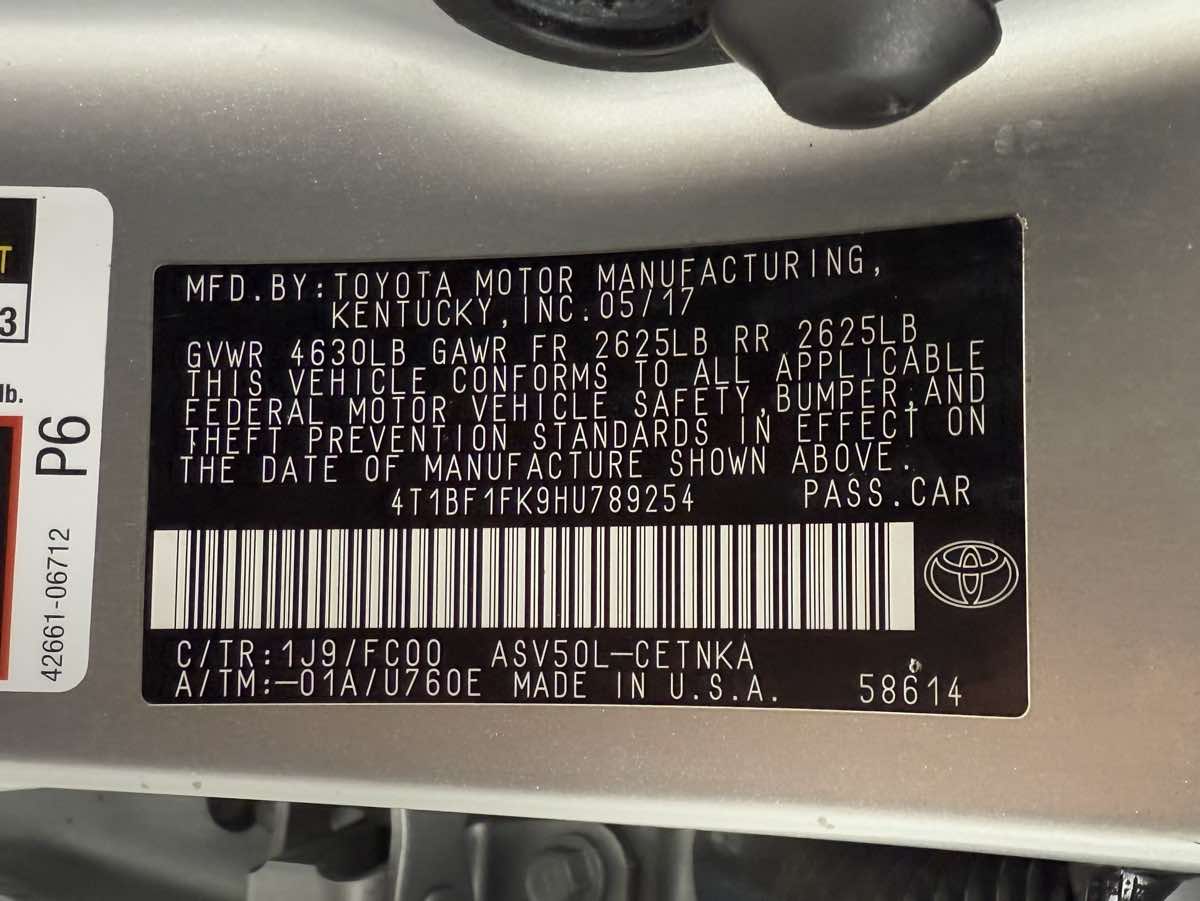 MFD.BY:TOYOTA MOTOR MANUFACTURING,
KENTUCKY,INC.05/17
GVWR 4630LB GAWR FR 2625LB RR 2625LB
THIS VEHICLE CONFORMS TO ALL APPLICABLE
FEDERAL MOTOR VEHICLE SAFETY,BUMPER,AND
THEFT PREVENTION STANDARDS IN EFFECT ON
THE DATE OF MANUFACTURE SHOWN ABOVE.
4T1BF1FK9HU789254 PASS.CAR
C/TR:1J9/FC00 ASV50L-CETNKA
A/TM:-01A/U760E MADE IN U.S.A. 58614
T
3
lb.
P6
42661-06712